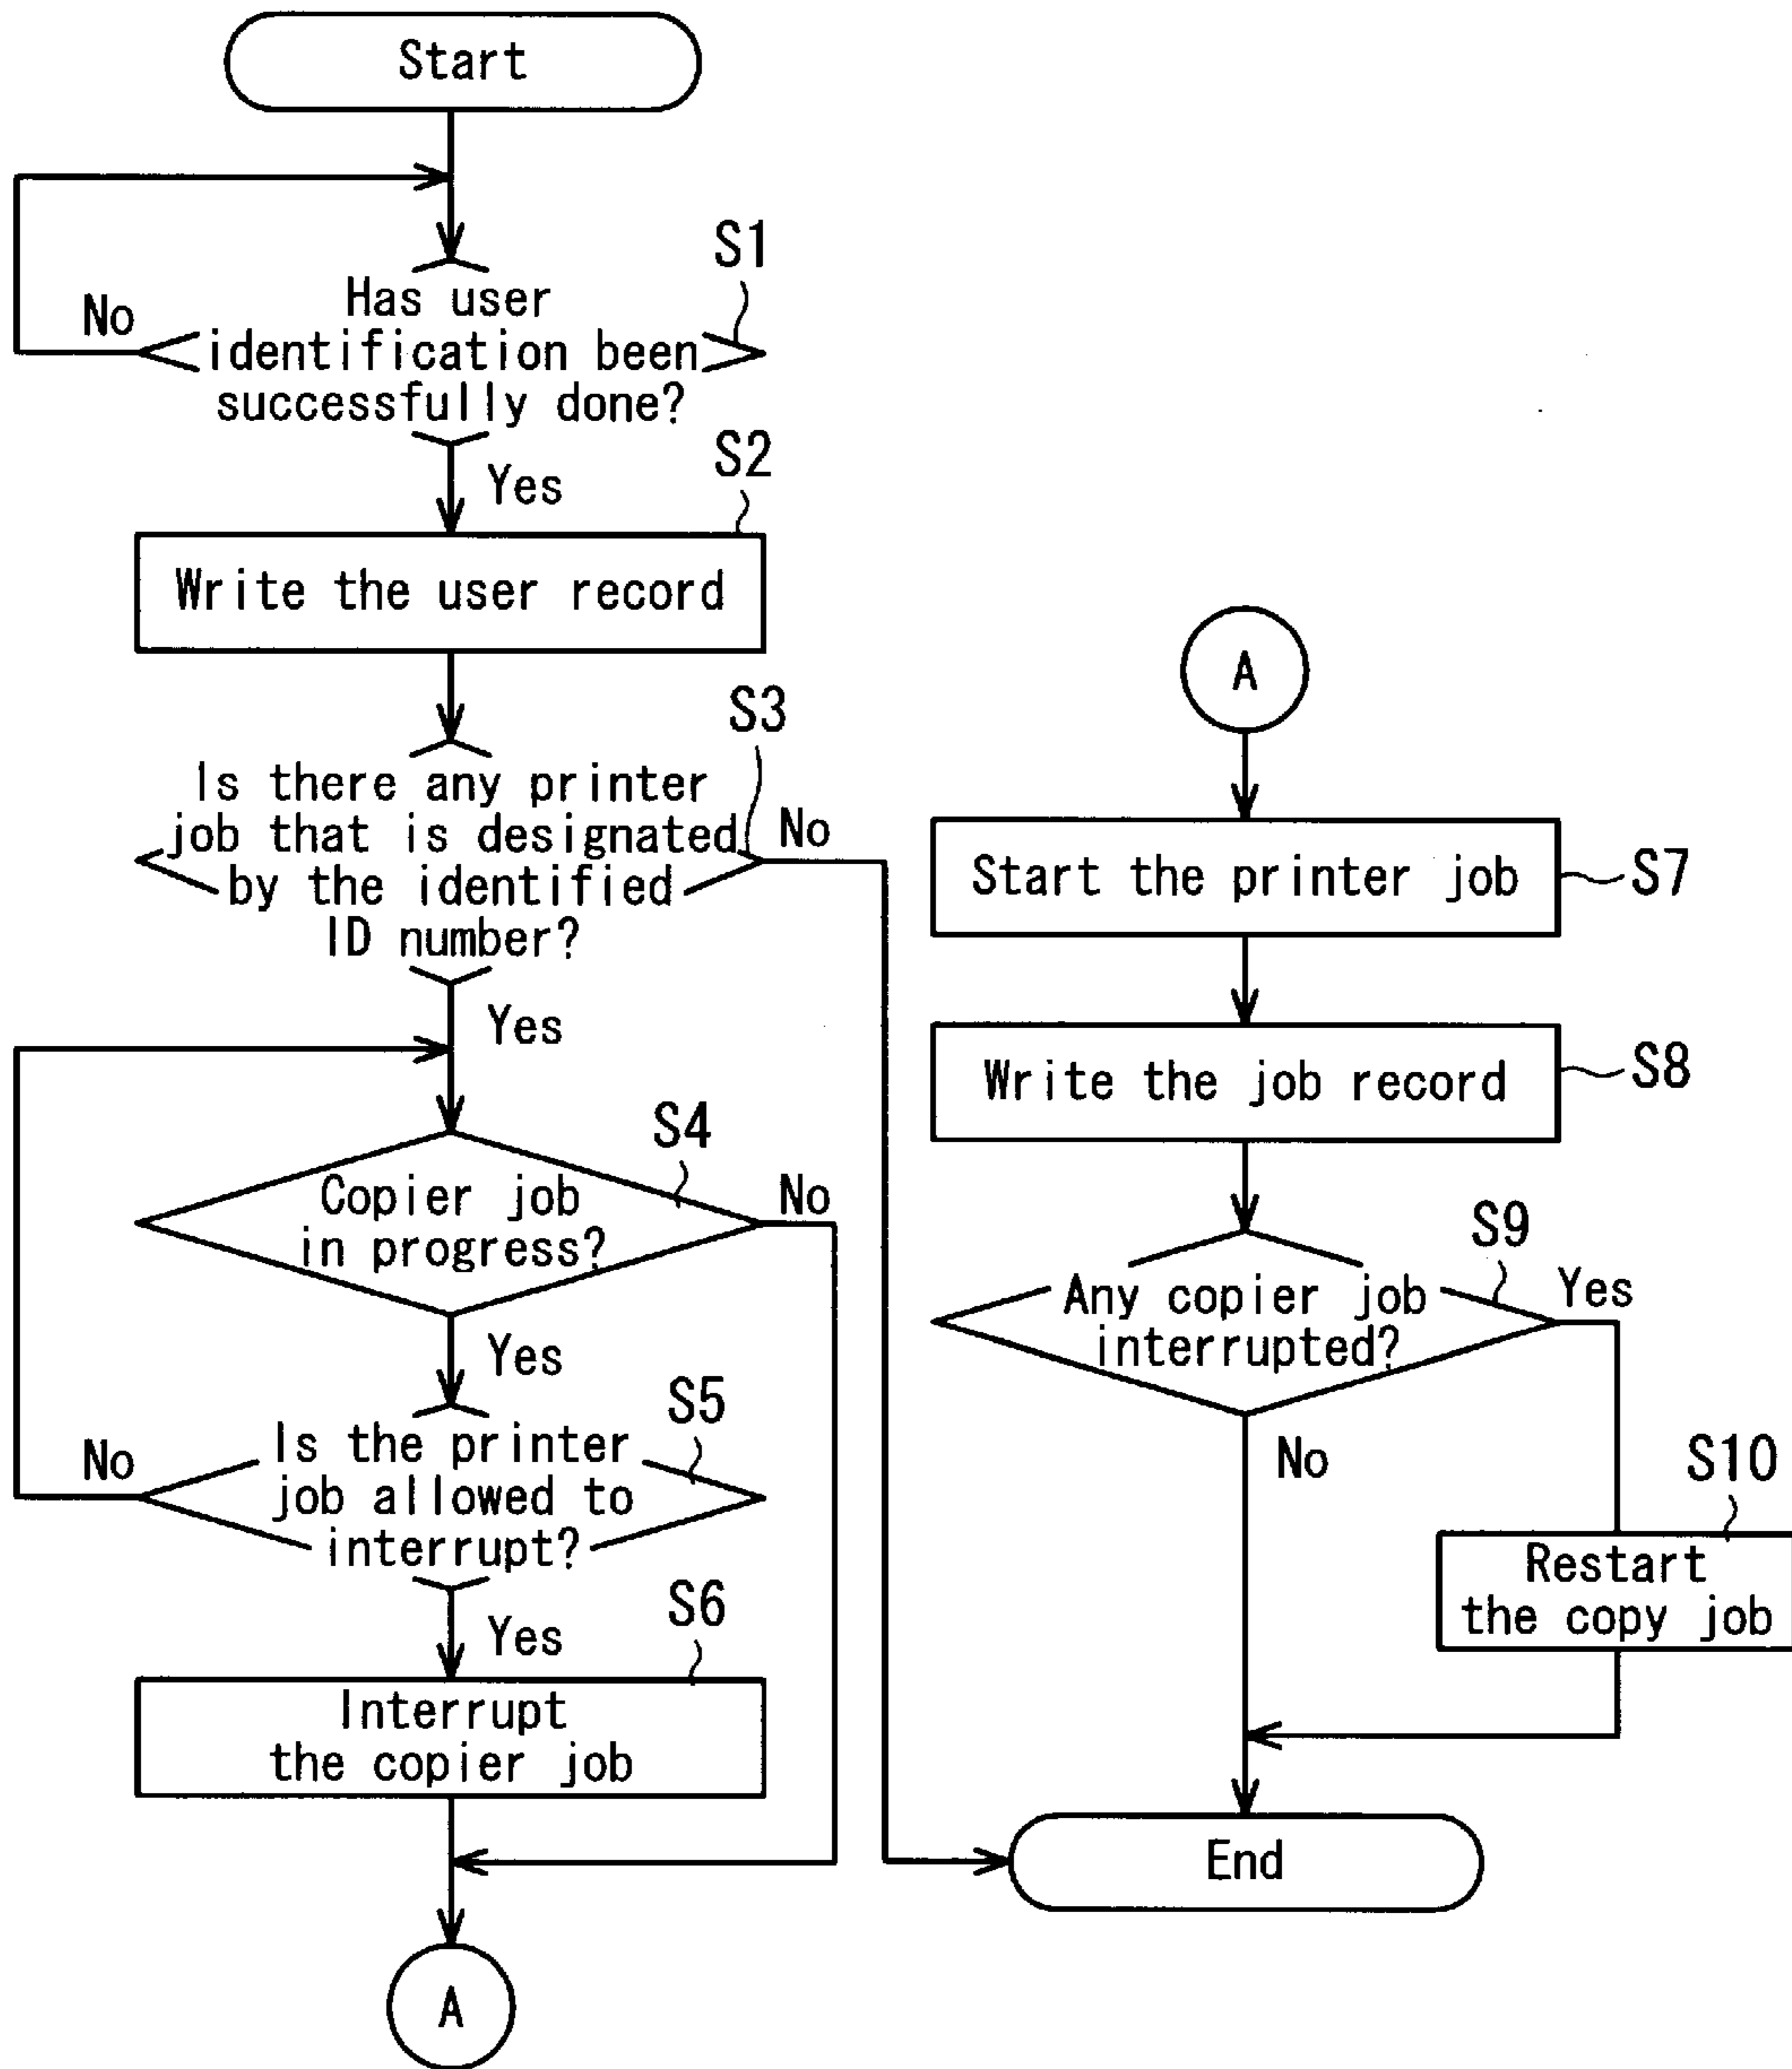 Start
S1
No
Has user
identification been
successfully done?
Yes
S2
Write the user record
S3
Is there any printer
job that is designated
by the identified
ID number?
No
Yes
S4
Copier job
in progress?
No
Yes
S5
Is the printer
job allowed to
interrupt?
No
Yes
S6
Interrupt
the copier job
A
A
Start the printer job
S7
Write the job record
S8
S9
Any copier job
interrupted?
Yes
No
S10
Restart
the copy job
End